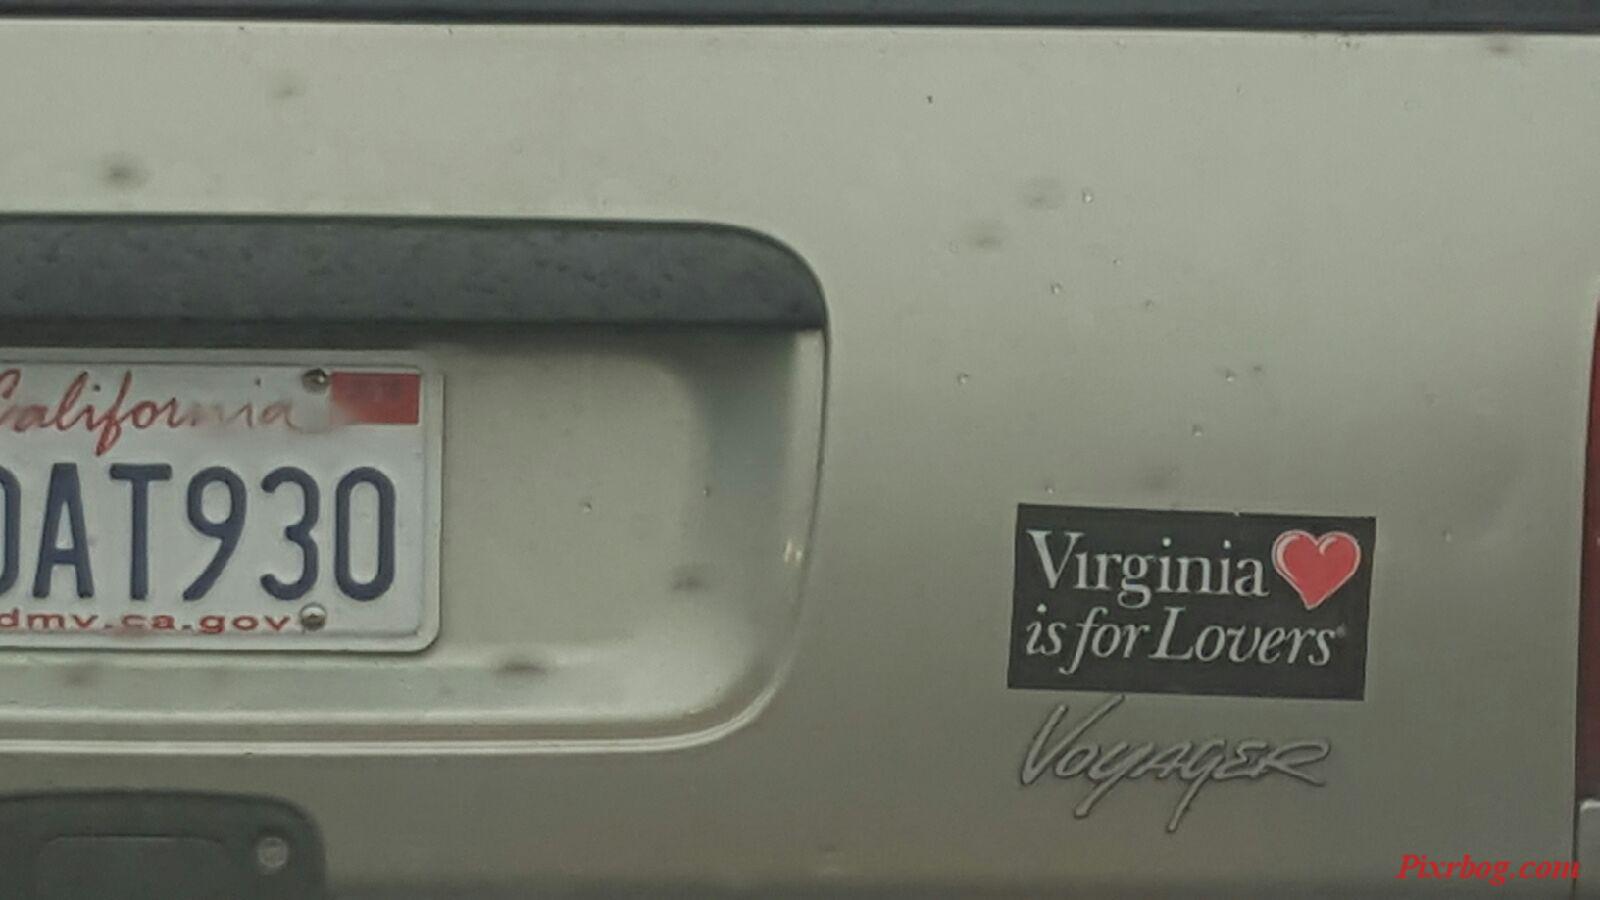 California
DAT930
dmv.ca.gov
Virginia
is for Lovers®
VOYAGER
Pixrbog.com